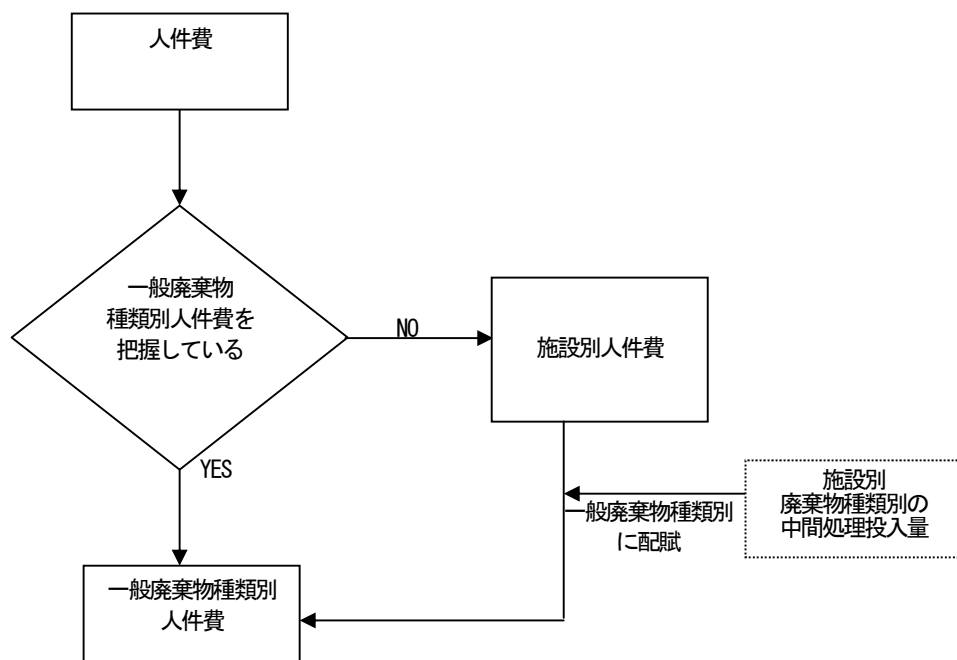 人件費
一般廃棄物
種類別人件費を
把握している
NO
施設別人件費
YES
施設別
廃棄物種類別の
中間処理投入量
一般廃棄物種類別
に配賦
一般廃棄物種類別
人件費